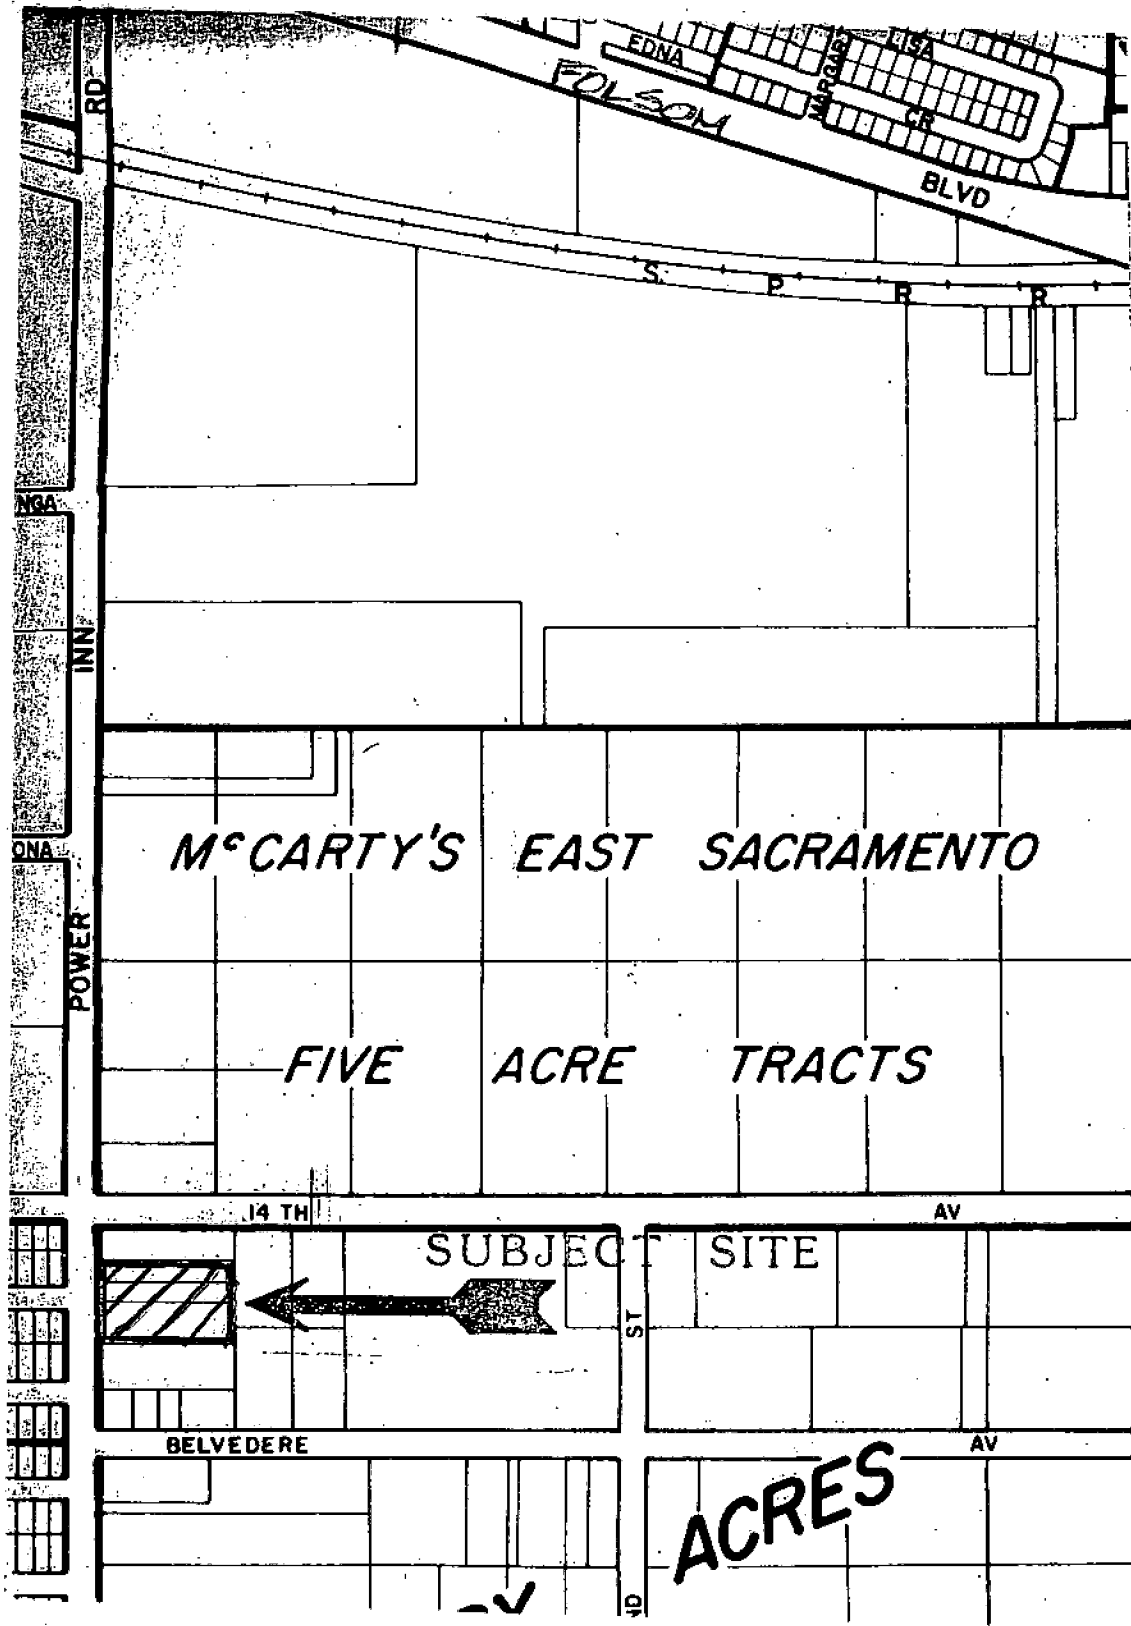 LISA
EDNA
MARGARET
FOLSOM
CR
RD
BLVD
S. P. R R
NGA
INN
McCARTY'S EAST SACRAMENTO
ONA
POWER
FIVE ACRE TRACTS
14 TH AV
SUBJECT SITE
ST
BELVEDERE AV
ACRES
ND